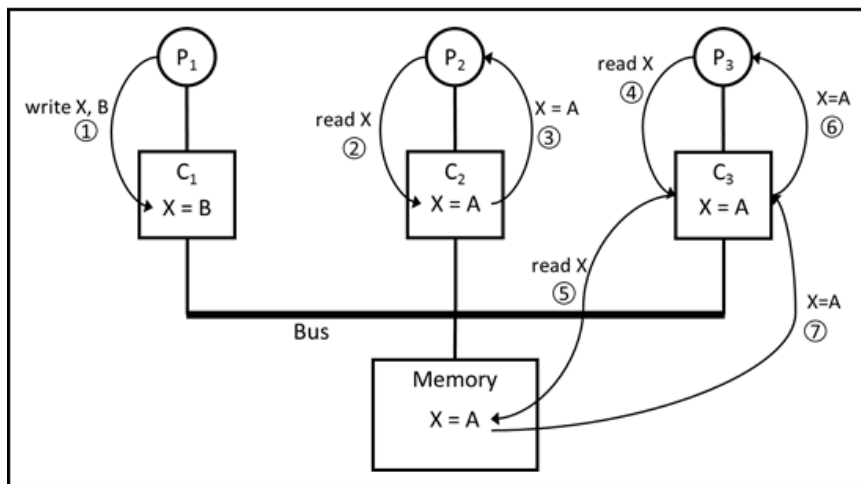 P₁
P₂
P₃
write X, B
①
read X
②
X = A
③
read X
④
X=A
⑥
C₁
X = B
C₂
X = A
C₃
X = A
read X
⑤
X=A
⑦
Bus
Memory
X = A